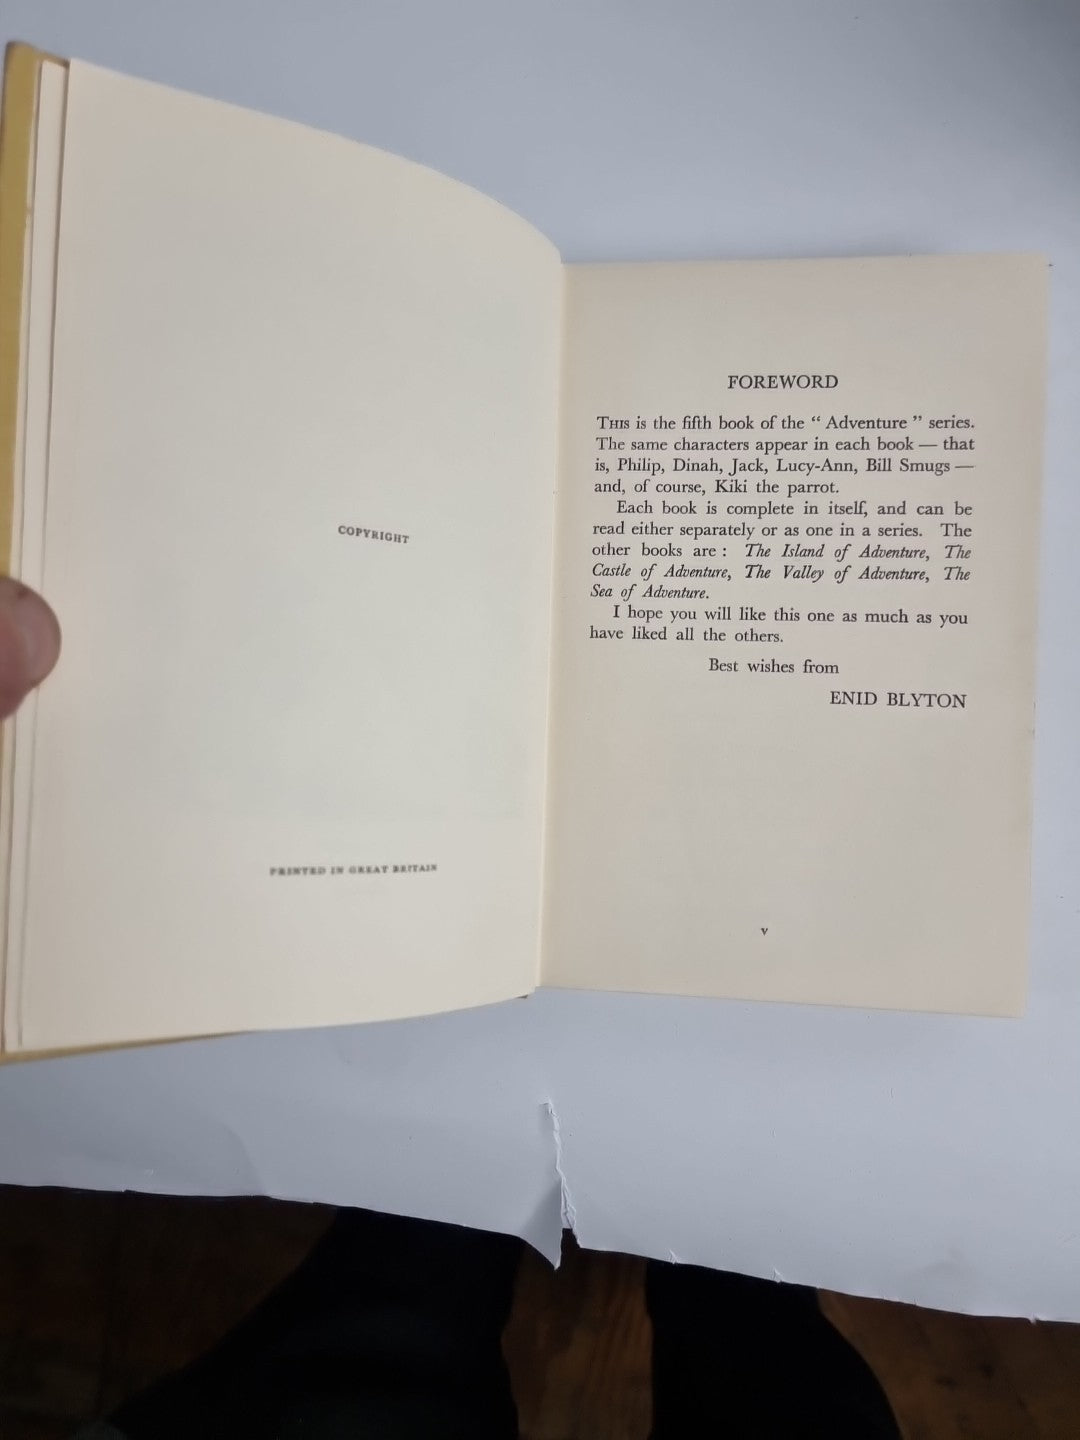 COPYRIGHT
PRINTED IN GREAT BRITAIN
FOREWORD
THIS is the fifth book of the “ Adventure ” series.
The same characters appear in each book — that
is, Philip, Dinah, Jack, Lucy-Ann, Bill Smugs —
and, of course, Kiki the parrot.
Each book is complete in itself, and can be
read either separately or as one in a series. The
other books are : The Island of Adventure, The
Castle of Adventure, The Valley of Adventure, The
Sea of Adventure.
I hope you will like this one as much as you
have liked all the others.
Best wishes from
ENID BLYTON
v